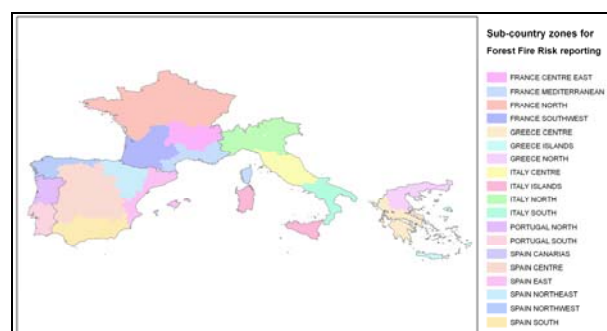 Sub-country zones for
Forest Fire Risk reporting
FRANCE CENTRE EAST
FRANCE MEDITERRANEAN
FRANCE NORTH
FRANCE SOUTHWEST
GREECE CENTRE
GREECE ISLANDS
GREECE NORTH
ITALY CENTRE
ITALY ISLANDS
ITALY NORTH
ITALY SOUTH
PORTUGAL NORTH
PORTUGAL SOUTH
SPAIN CANARIAS
SPAIN CENTRE
SPAIN EAST
SPAIN NORTHEAST
SPAIN NORTHWEST
SPAIN SOUTH